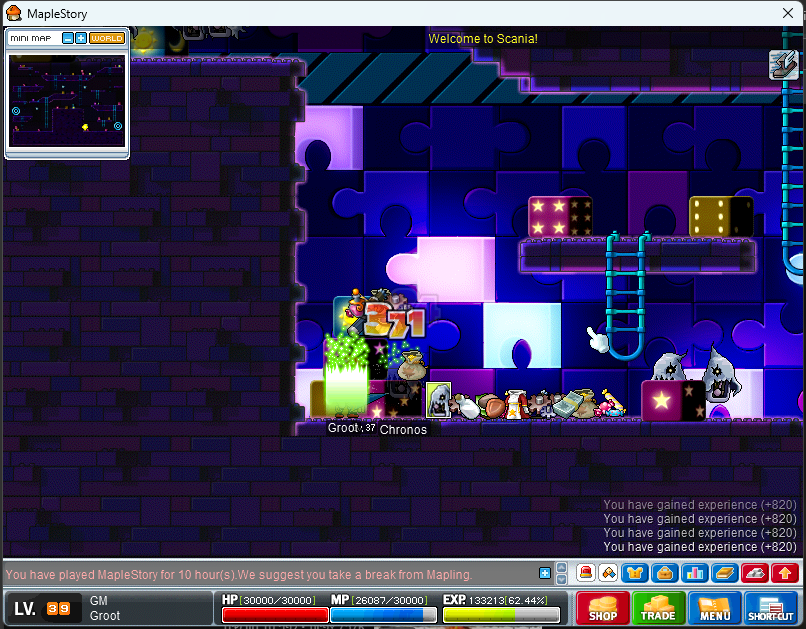 MapleStory
MINI MAP - + WORLD
Welcome to Scania!
371
Groot
.37 Chronos
You have gained experience (+820)
You have gained experience (+820)
You have gained experience (+820)
You have gained experience (+820)
You have played MapleStory for 10 hour(s).We suggest you take a break from Mapling.
LV. 39
GM
Groot
HP[30000/30000] MP[26087/30000] EXP 133213[62.44%]
SHOP TRADE MENU SHORTCUT